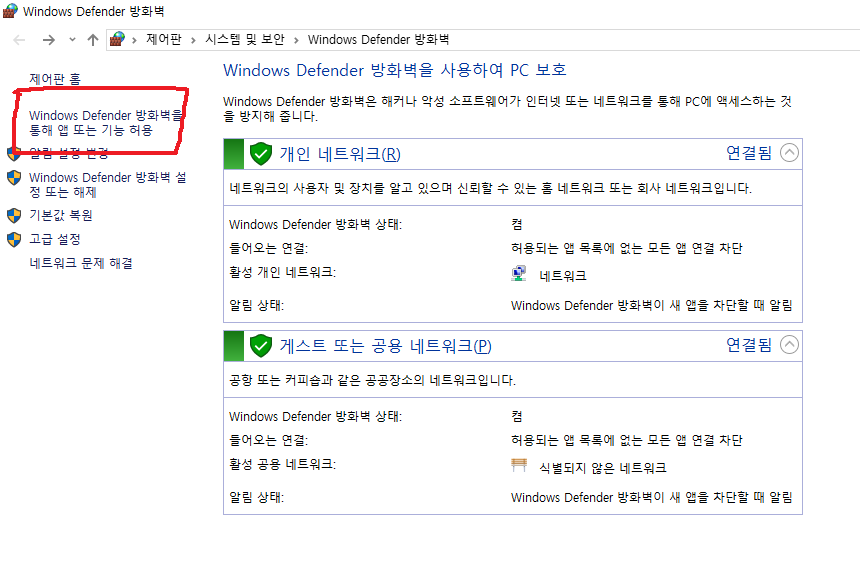 Windows Defender 방화벽
제어판 > 시스템 및 보안 > Windows Defender 방화벽
제어판 홈
Windows Defender 방화벽을
통해 앱 또는 기능 허용
알림 설정 변경
Windows Defender 방화벽 설
정 또는 해제
기본값 복원
고급 설정
네트워크 문제 해결
Windows Defender 방화벽을 사용하여 PC 보호
Windows Defender 방화벽은 해커나 악성 소프트웨어가 인터넷 또는 네트워크를 통해 PC에 액세스하는 것
을 방지해 줍니다.
개인 네트워크(R) 연결됨
네트워크의 사용자 및 장치를 알고 있으며 신뢰할 수 있는 홈 네트워크 또는 회사 네트워크입니다.
Windows Defender 방화벽 상태: 켬
들어오는 연결: 허용되는 앱 목록에 없는 모든 앱 연결 차단
활성 개인 네트워크: 네트워크
알림 상태: Windows Defender 방화벽이 새 앱을 차단할 때 알림
게스트 또는 공용 네트워크(P) 연결됨
공항 또는 커피숍과 같은 공공장소의 네트워크입니다.
Windows Defender 방화벽 상태: 켬
들어오는 연결: 허용되는 앱 목록에 없는 모든 앱 연결 차단
활성 공용 네트워크: 식별되지 않은 네트워크
알림 상태: Windows Defender 방화벽이 새 앱을 차단할 때 알림